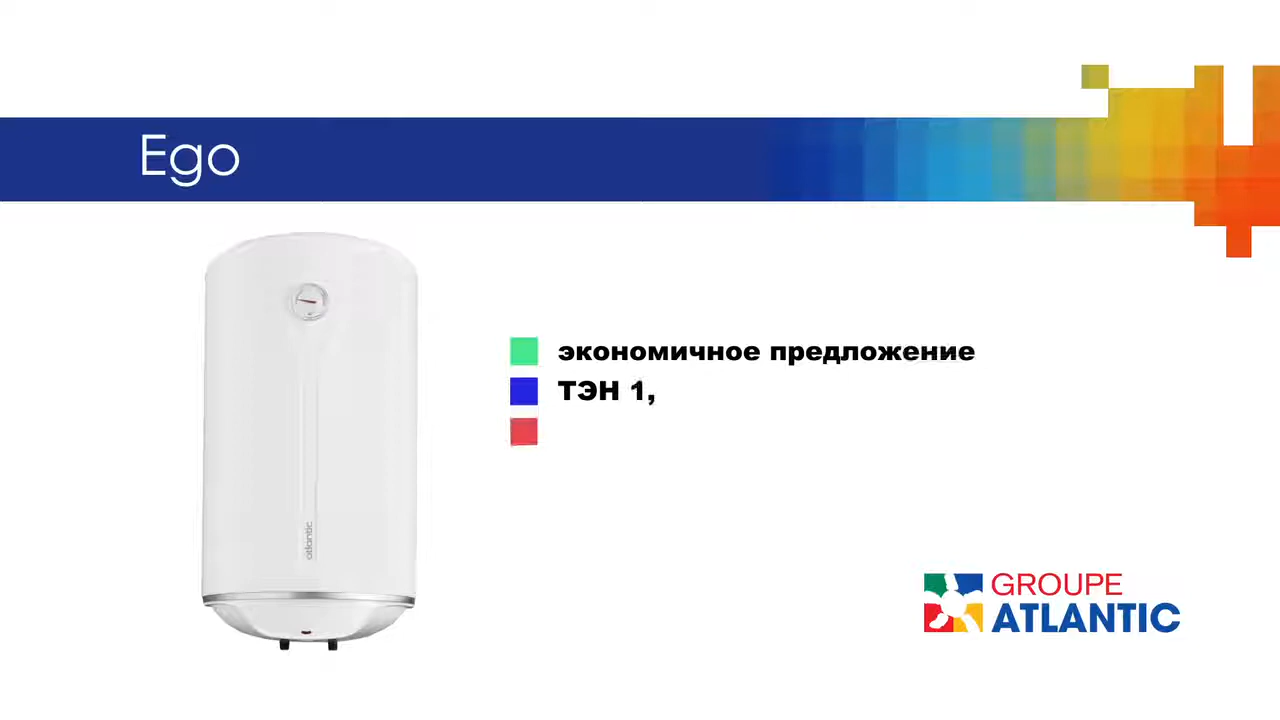 Ego
экономичное предложение
ТЭН 1,
atlantic
GROUPE
ATLANTIC